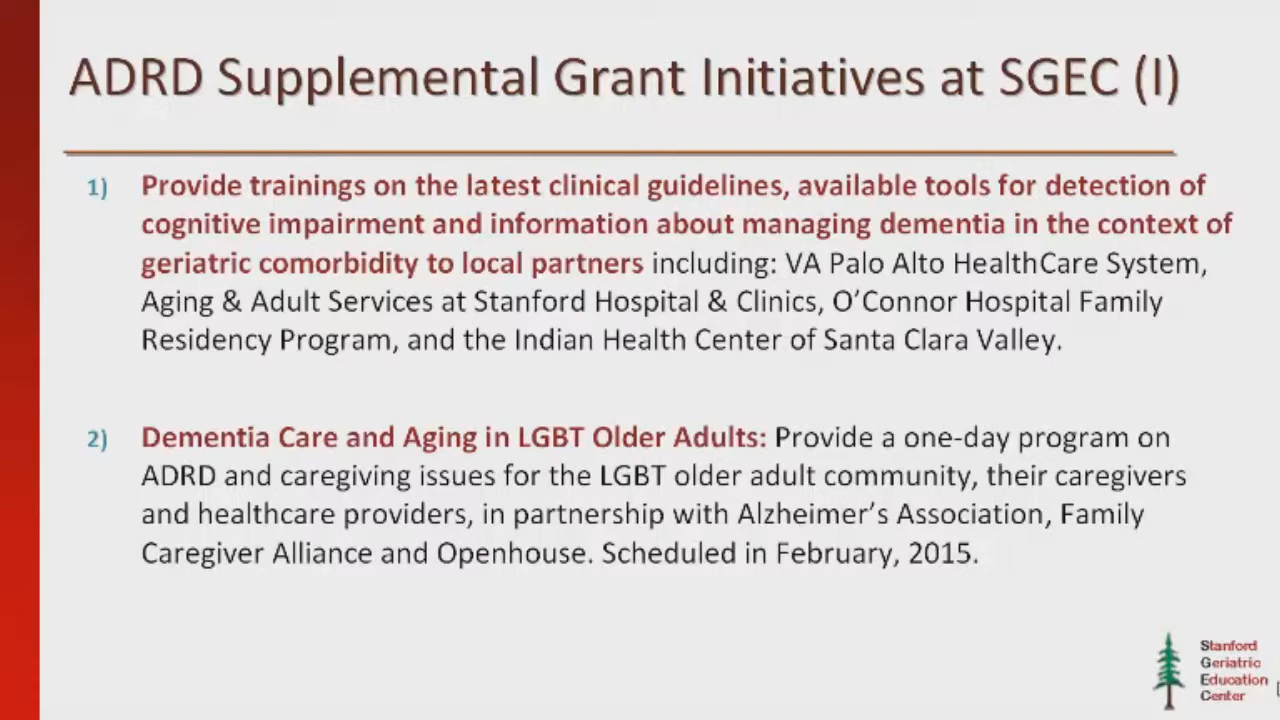 ADRD Supplemental Grant Initiatives at SGEC (I)
1) Provide trainings on the latest clinical guidelines, available tools for detection of
cognitive impairment and information about managing dementia in the context of
geriatric comorbidity to local partners including: VA Palo Alto HealthCare System,
Aging & Adult Services at Stanford Hospital & Clinics, O’Connor Hospital Family
Residency Program, and the Indian Health Center of Santa Clara Valley.
2) Dementia Care and Aging in LGBT Older Adults: Provide a one-day program on
ADRD and caregiving issues for the LGBT older adult community, their caregivers
and healthcare providers, in partnership with Alzheimer’s Association, Family
Caregiver Alliance and Openhouse. Scheduled in February, 2015.
Stanford
Geriatric
Education
Center